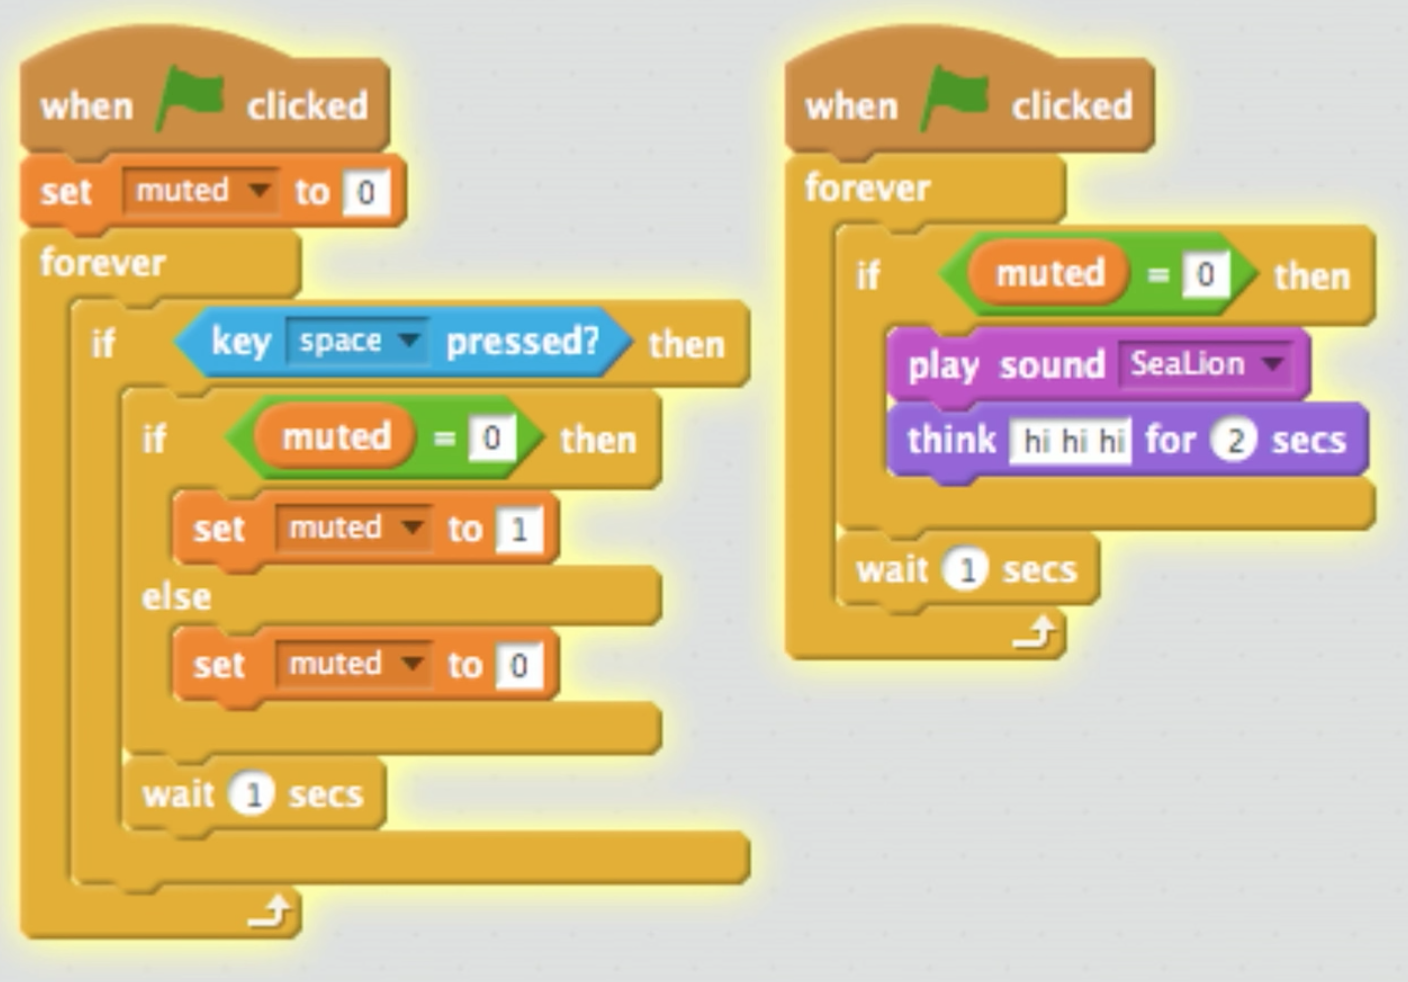 when clicked
set muted to 0
forever
if key space pressed? then
if muted = 0 then
set muted to 1
else
set muted to 0
wait 1 secs
when clicked
forever
if muted = 0 then
play sound SeaLion
think hi hi hi for 2 secs
wait 1 secs